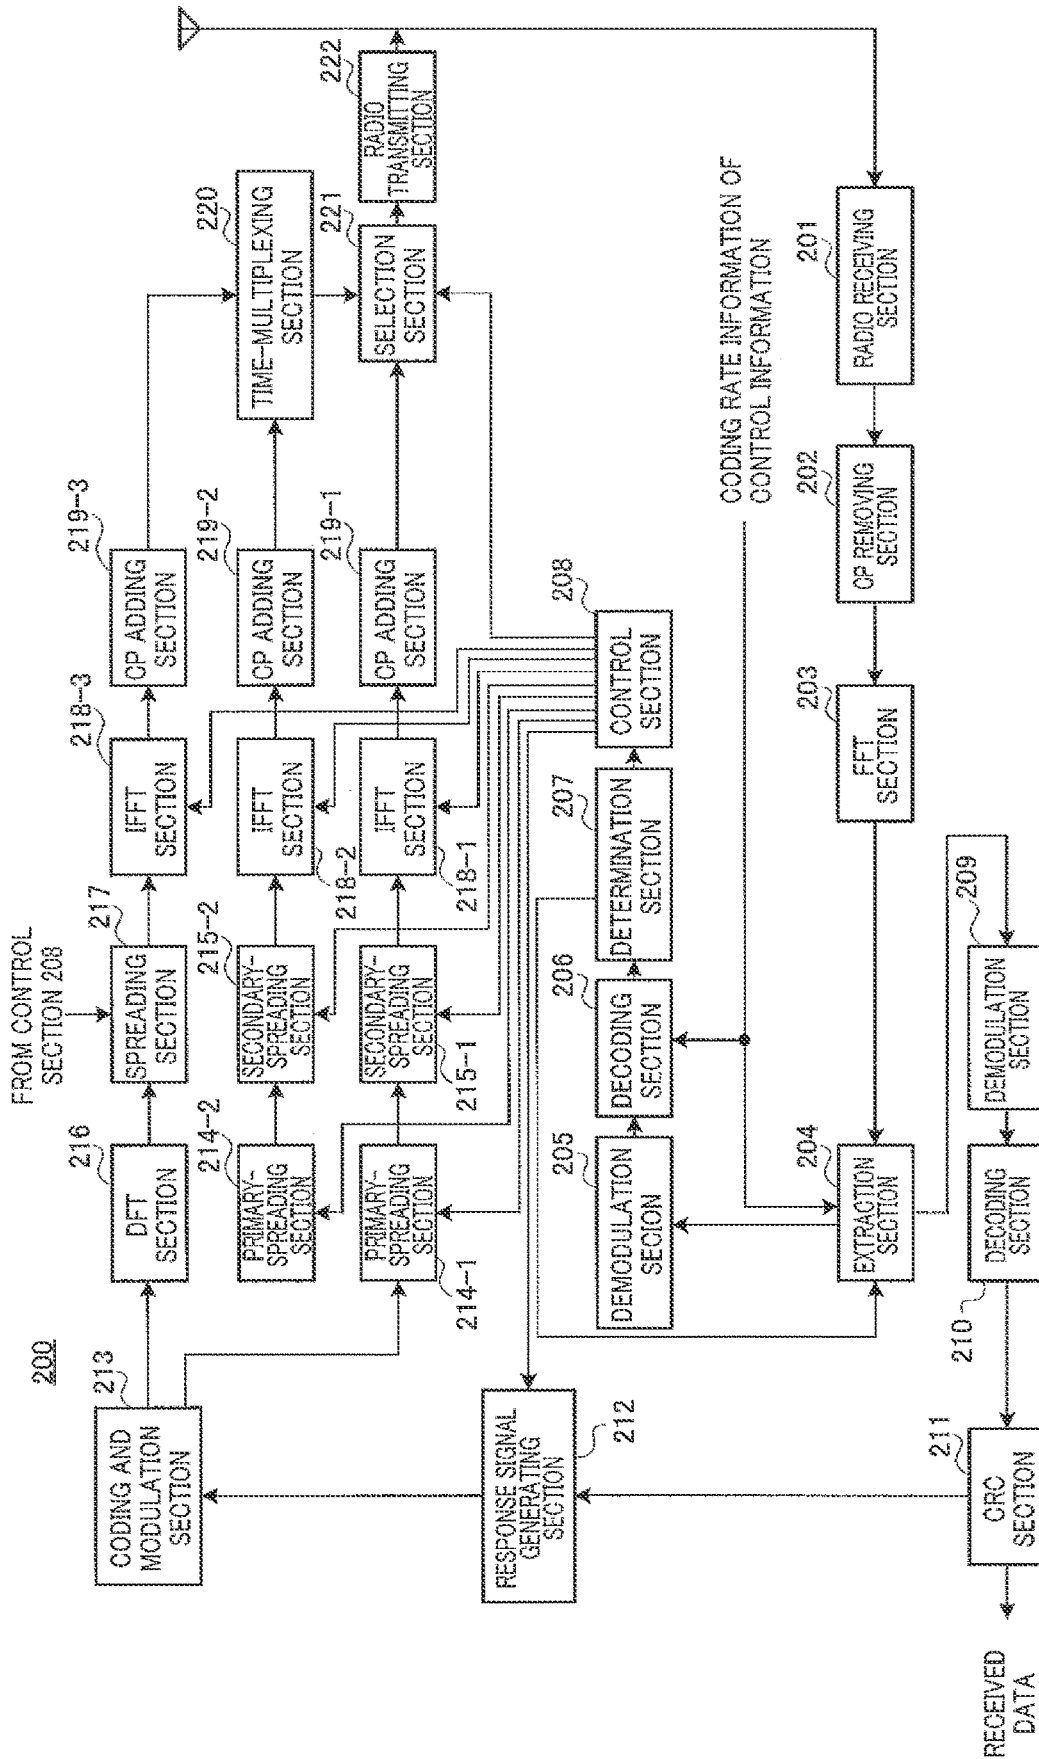 200
FROM CONTROL
SECTION 208
213
CODING AND
MODULATION
SECTION
216
DFT
SECTION
217
SPREADING
SECTION
218-3
IFFT
SECTION
219-3
CP ADDING
SECTION
214-2
PRIMARY-
SPREADING
SECTION
215-2
SECONDARY-
SPREADING
SECTION
IFFT
SECTION
218-2
219-2
CP ADDING
SECTION
220
TIME-MULTIPLEXING
SECTION
PRIMARY-
SPREADING
SECTION
214-1
SECONDARY-
SPREADING
SECTION
215-1
IFFT
SECTION
218-1
219-1
CP ADDING
SECTION
221
SELECTION
SECTION
222
RADIO
TRANSMITTING
SECTION
RESPONSE SIGNAL
GENERATING
SECTION
212
205
DEMODULATION
SECION
206
DECODING
SECTION
207
DETERMINATION
SECTION
208
CONTROL
SECTION
CODING RATE INFORMATION OF
CONTROL INFORMATION
204
EXTRACTION
SECTION
203
FFT
SECTION
202
CP REMOVING
SECTION
201
RADIO RECEIVING
SECTION
RECEIVED
DATA
211
CRC
SECTION
210
DECODING
SECTION
209
DEMODULATION
SECTION